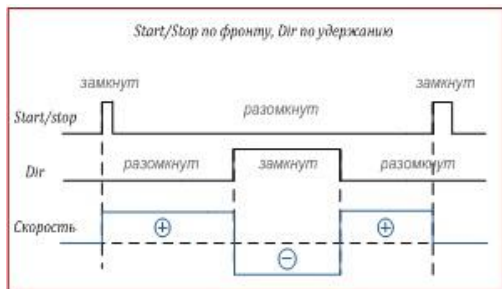 Start/Stop по фронту, Dir по удержанию
замкнут замкнут
Start/stop разомкнут
Dir разомкнут замкнут разомкнут
Скорость + − +